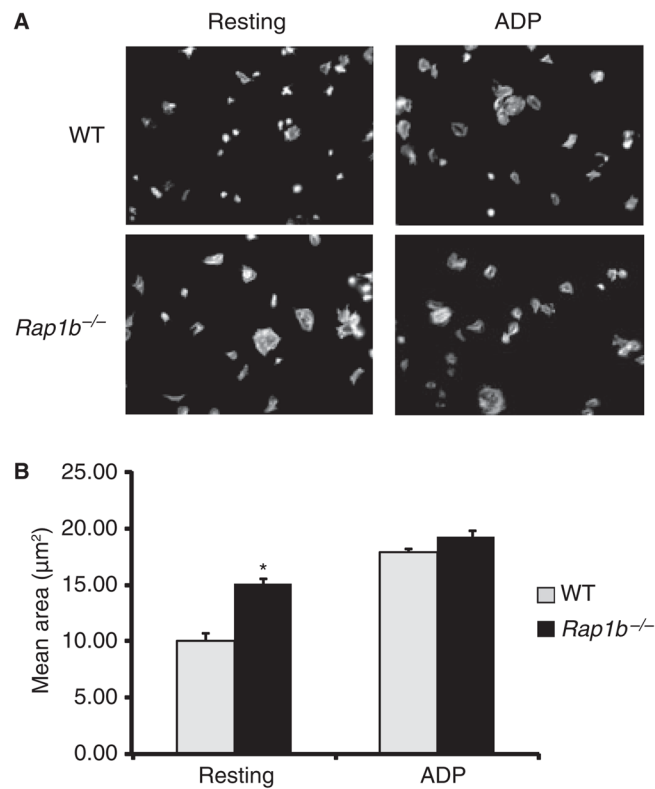 A
Resting
ADP
WT
Rap1b–/–
B
25.00
20.00
15.00
10.00
5.00
0.00
Mean area (µm²)
*
Resting
ADP
WT
Rap1b–/–